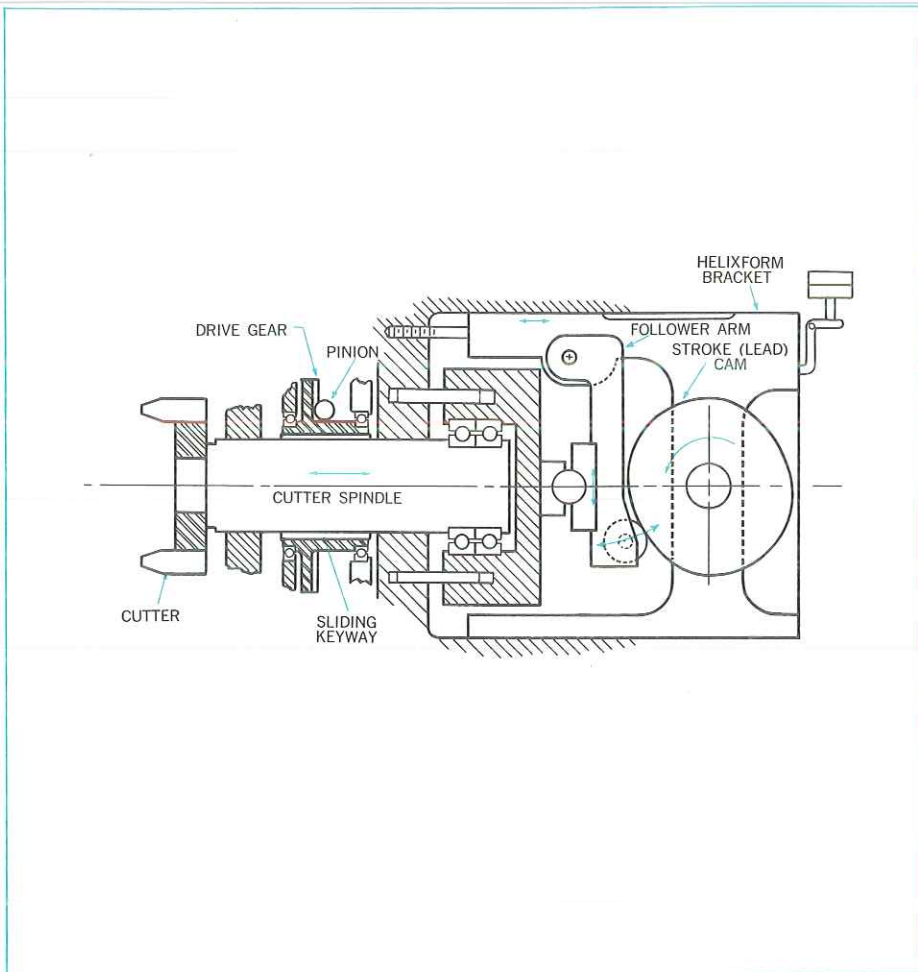 HELIXFORM
BRACKET
DRIVE GEAR
PINION
FOLLOWER ARM
STROKE (LEAD)
CAM
CUTTER SPINDLE
CUTTER
SLIDING
KEYWAY